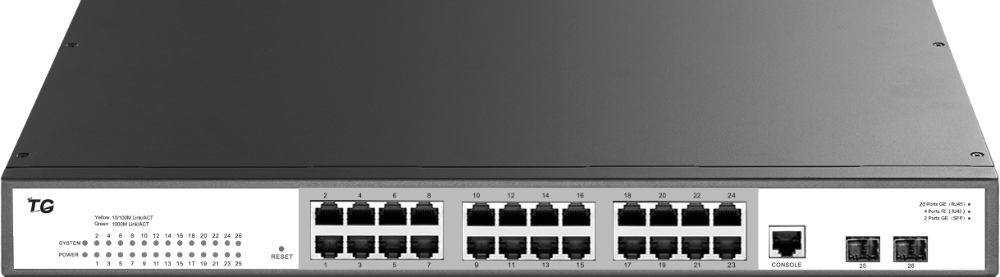 TG
Yellow 10/100M Link/ACT
Green 1000M Link/ACT
2 4 6 8 10 12 14 16 18 20 22 24 26
SYSTEM
POWER
1 3 5 7 9 11 13 15 17 19 21 23 25
RESET
2 4 6 8 10 12 14 16 18 20 22 24
1 3 5 7 9 11 13 15 17 19 21 23
CONSOLE
25 26
20 Ports GE (RJ45)
4 Ports FE (RJ45)
2 Ports GE (SFP)